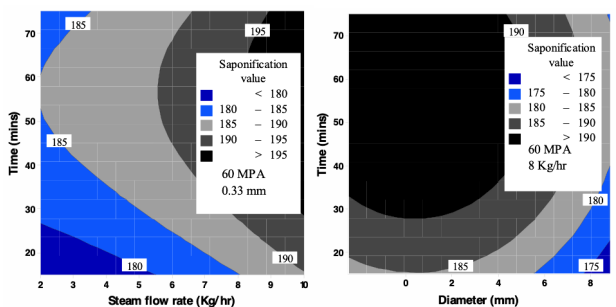 185
195
185
180
190
Saponification
value
< 180
180 – 185
185 – 190
190 – 195
> 195
60 MPA
0.33 mm
70
60
50
40
30
20
Time (mins)
2 3 4 5 6 7 8 9 10
Steam flow rate (Kg/hr)
190
185
180
175
Saponification
value
< 175
175 – 180
180 – 185
185 – 190
> 190
60 MPA
8 Kg/hr
70
60
50
40
30
20
Time (mins)
0 2 4 6 8
Diameter (mm)